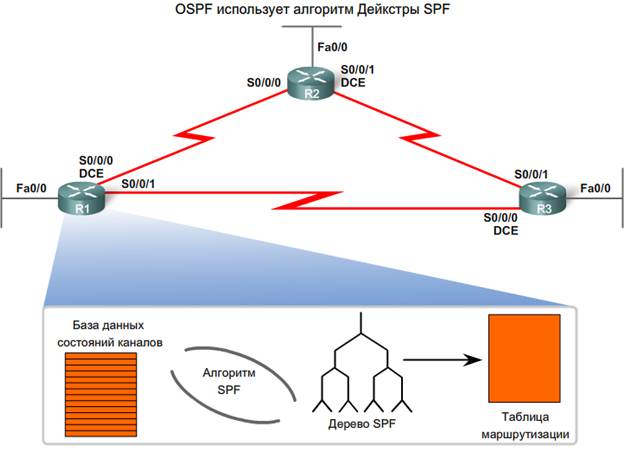 OSPF использует алгоритм Дейкстры SPF
Fa0/0
S0/0/0
S0/0/1
DCE
R2
S0/0/0
DCE
S0/0/1
Fa0/0
R1
S0/0/1
Fa0/0
R3
S0/0/0
DCE
База данных
состояний каналов
Алгоритм
SPF
Дерево SPF
Таблица
маршрутизации